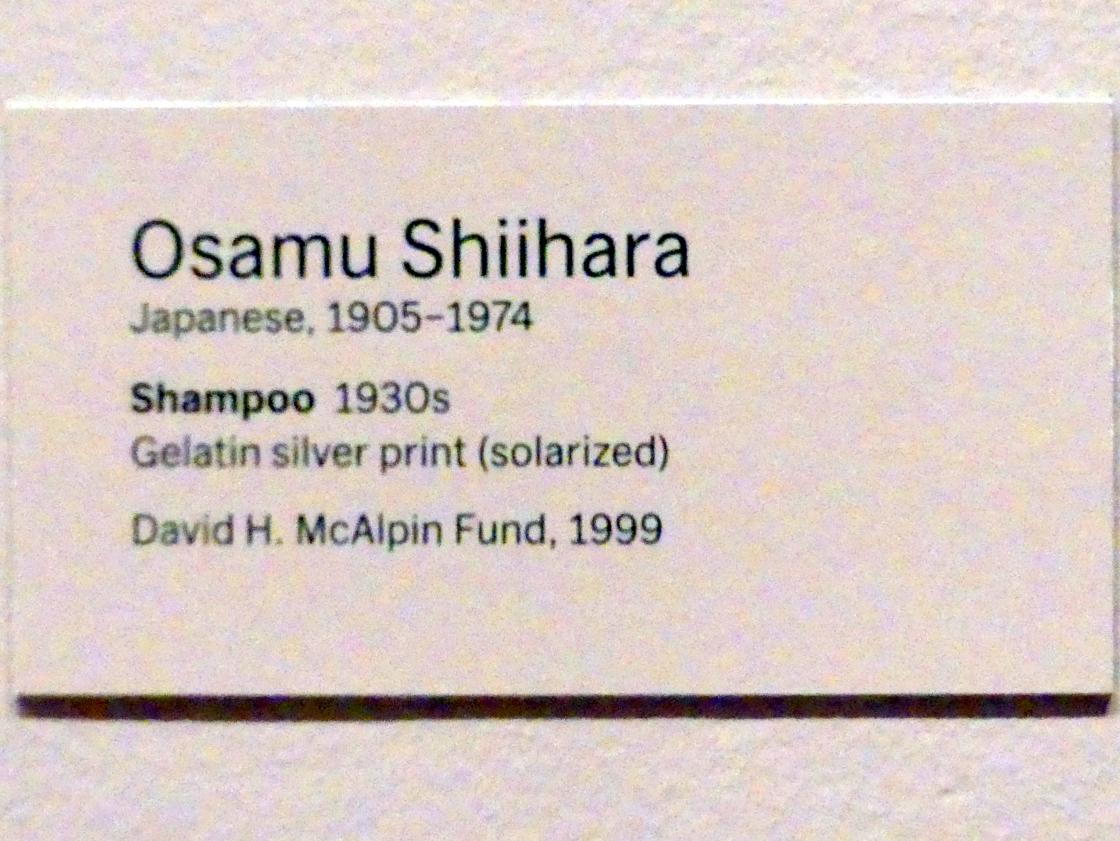 Osamu Shiihara
Japanese, 1905–1974
Shampoo 1930s
Gelatin silver print (solarized)
David H. McAlpin Fund, 1999